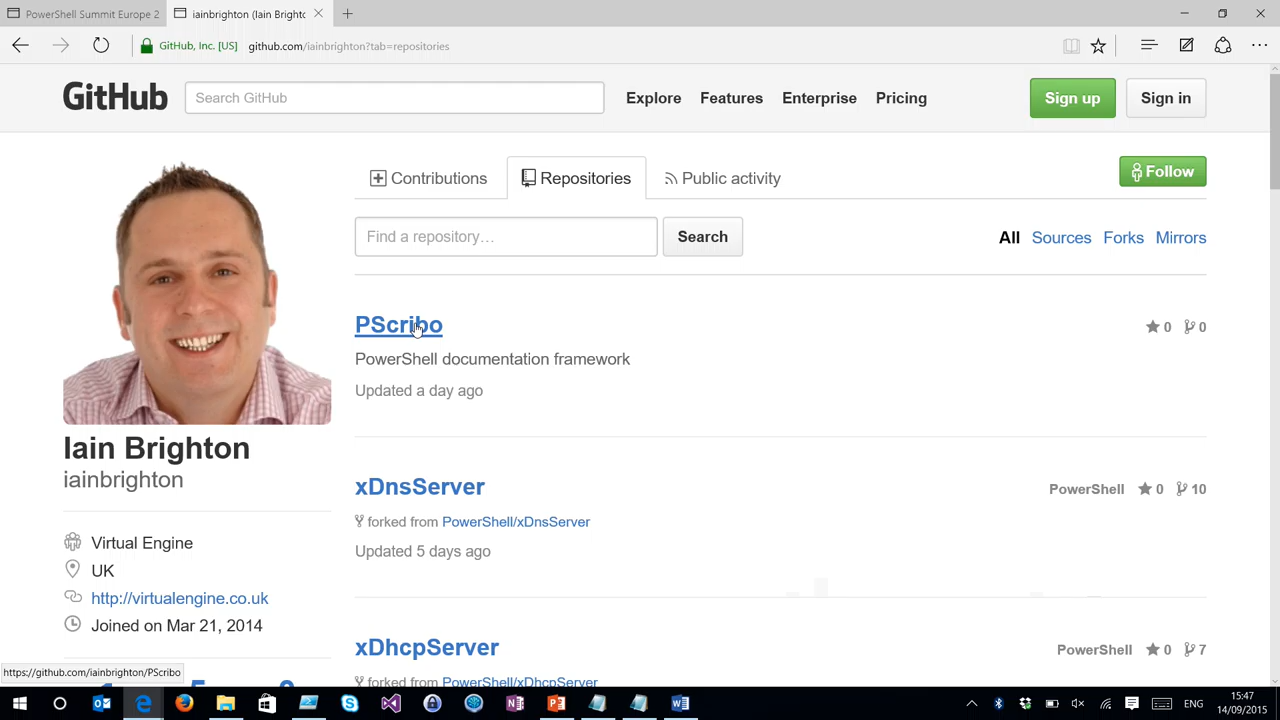 PowerShell Summit Europe 2
iainbrighton (Iain Brighto
GitHub, Inc. [US] github.com/iainbrighton?tab=repositories
GitHub
Search GitHub
Explore Features Enterprise Pricing
Sign up
Sign in
Contributions
Repositories
Public activity
Follow
Find a repository…
Search
All Sources Forks Mirrors
PScribo
0 0
PowerShell documentation framework
Updated a day ago
Iain Brighton
iainbrighton
xDnsServer
PowerShell 0 10
forked from PowerShell/xDnsServer
Updated 5 days ago
Virtual Engine
UK
http://virtualengine.co.uk
Joined on Mar 21, 2014
xDhcpServer
PowerShell 0 7
forked from PowerShell/xDhcpServer
https://github.com/iainbrighton/PScribo
ENG
15:47
14/09/2015